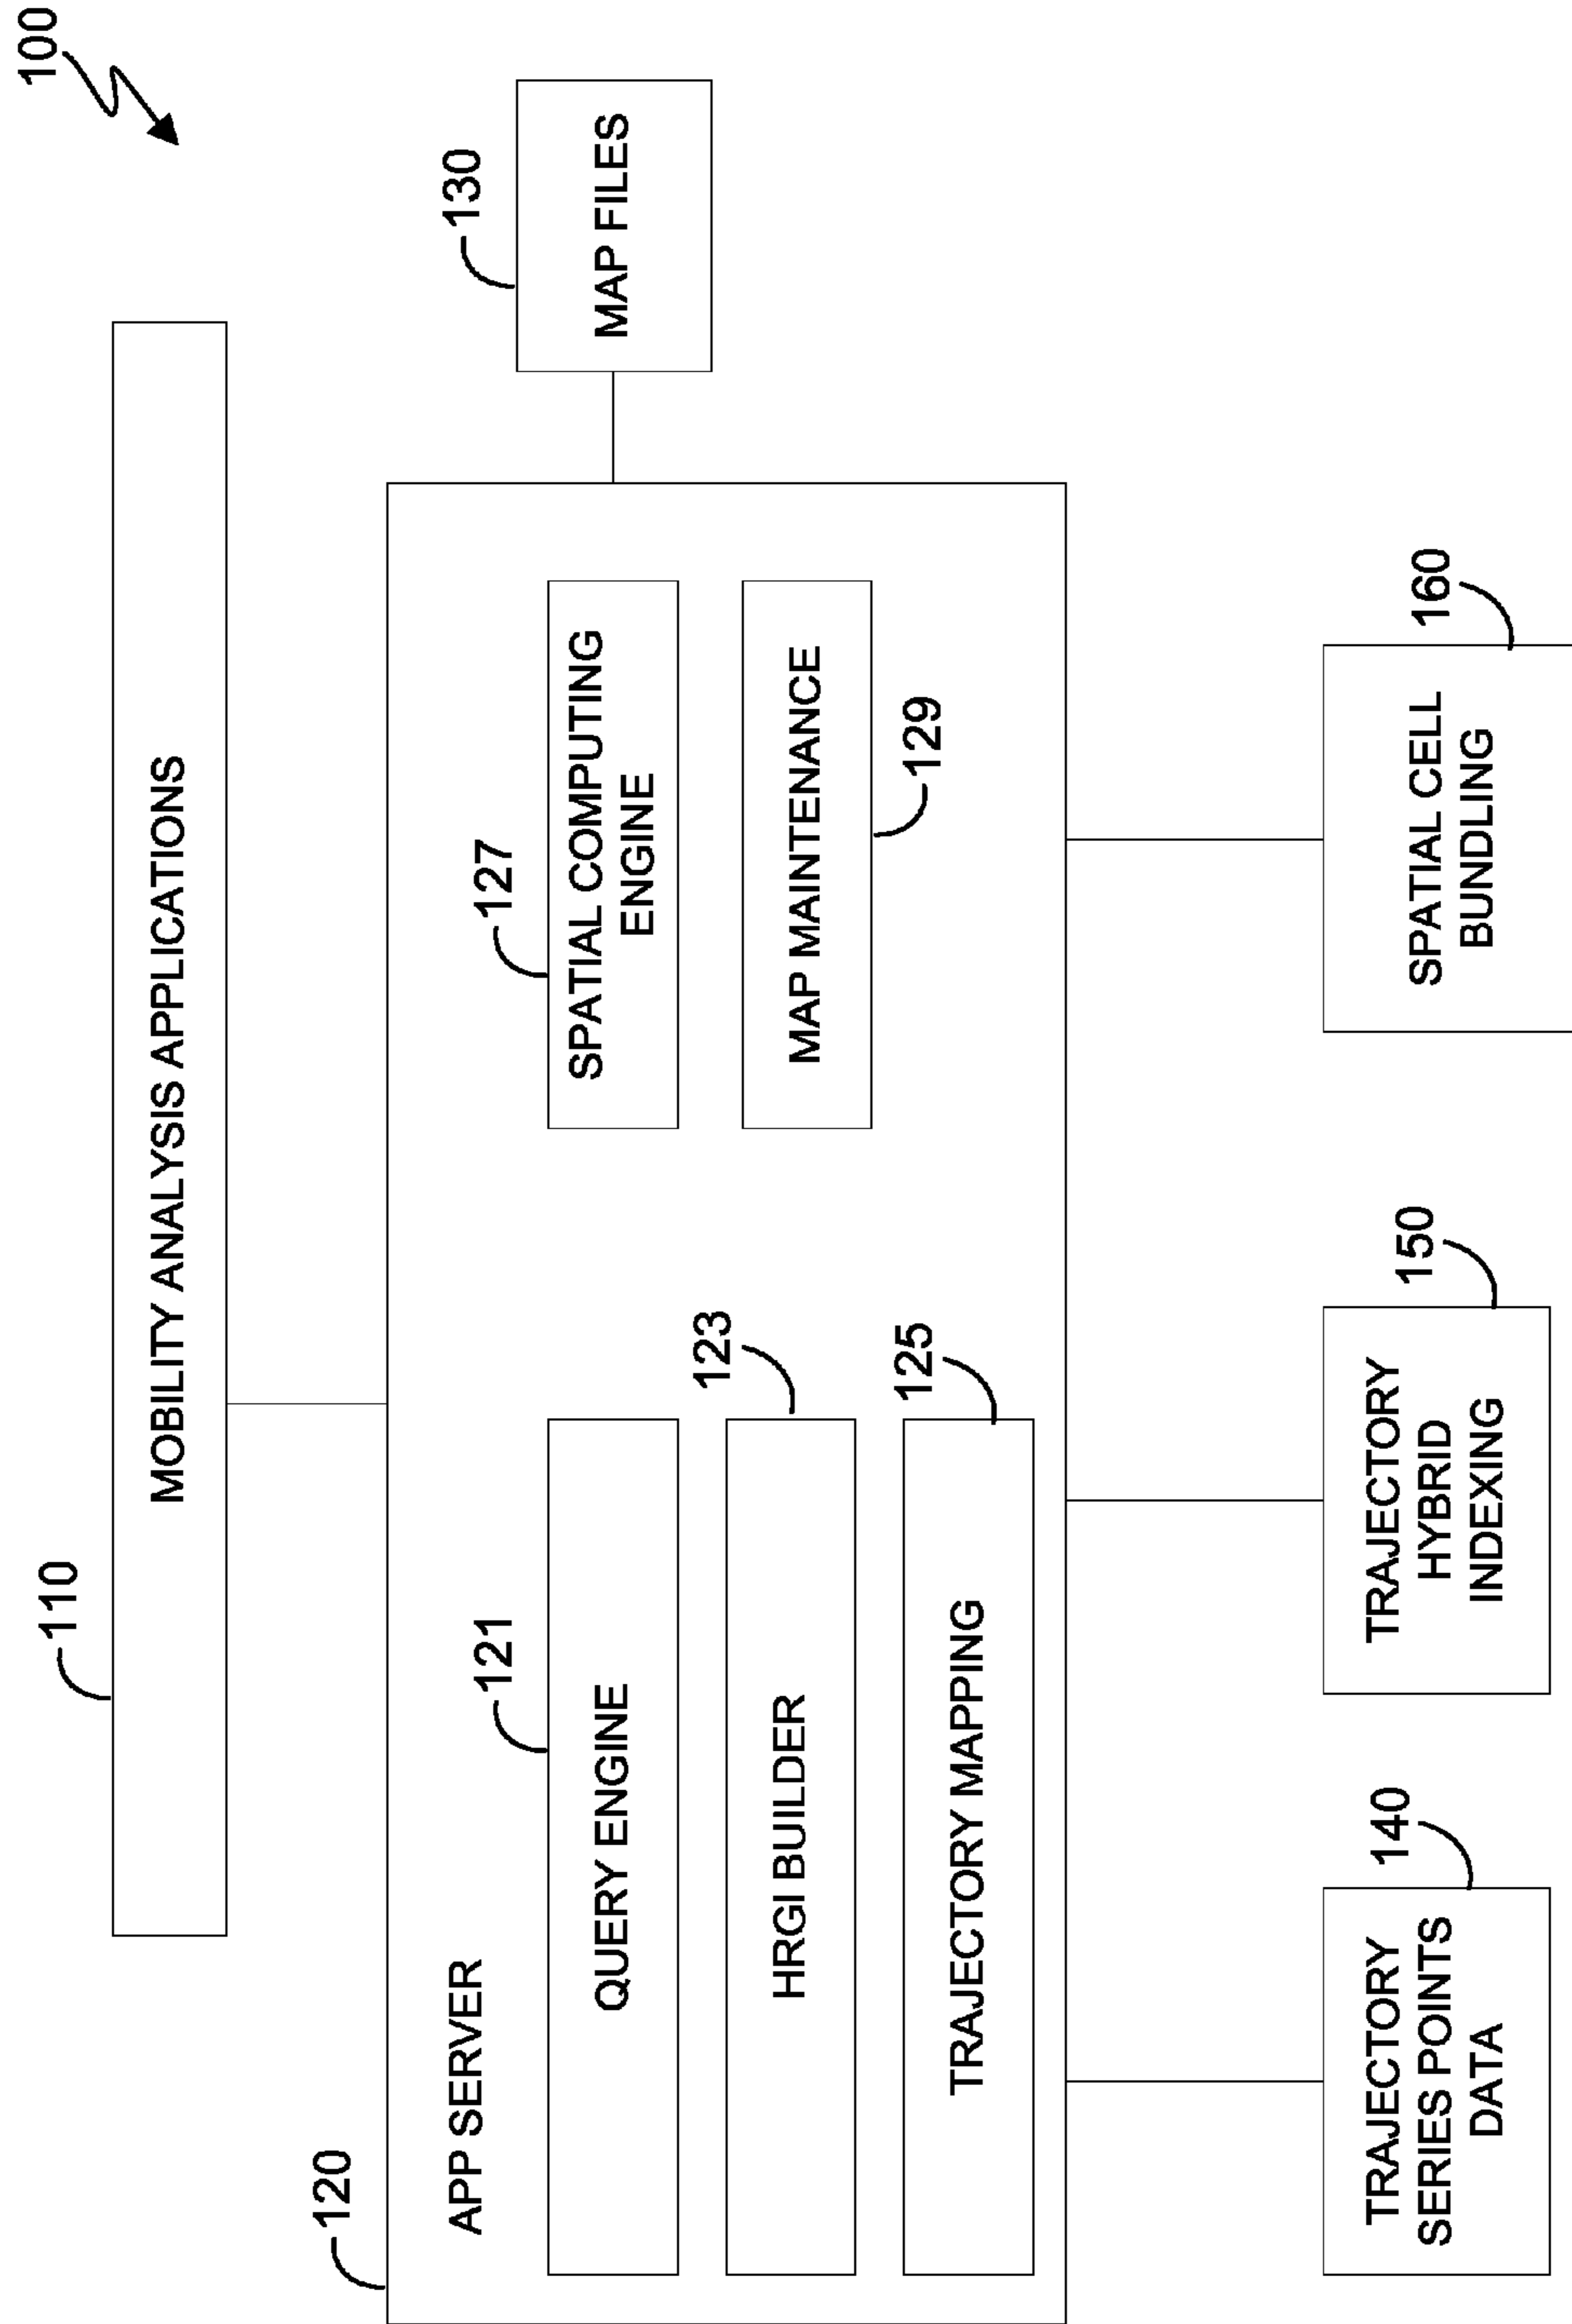 100
110
MOBILITY ANALYSIS APPLICATIONS
120
APP SERVER
121
QUERY ENGINE
123
HRGI BUILDER
125
TRAJECTORY MAPPING
127
SPATIAL COMPUTING
ENGINE
MAP MAINTENANCE
129
130
MAP FILES
140
TRAJECTORY
SERIES POINTS
DATA
150
TRAJECTORY
HYBRID
INDEXING
160
SPATIAL CELL
BUNDLING